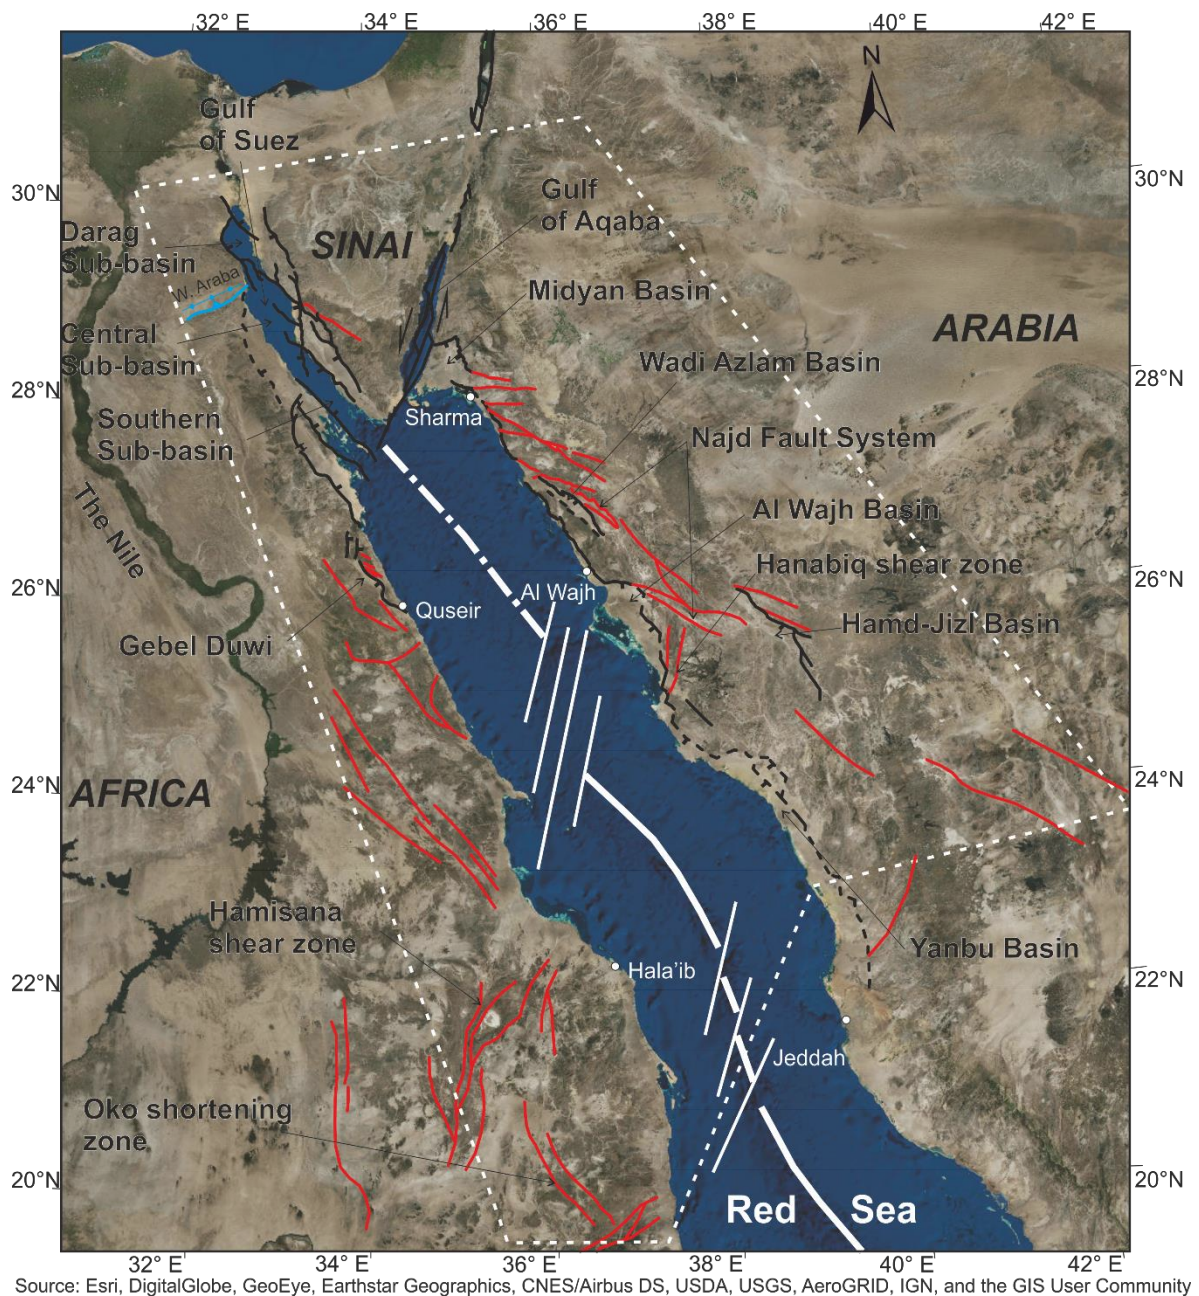 32° E
34° E
36° E
38° E
40° E
42° E
N
Gulf
of Suez
30°N
30°N
Gulf
of Aqaba
Darag
Sub-basin
SINAI
W. Araba
Midyan Basin
ARABIA
Central
Sub-basin
Wadi Azlam Basin
28°N
28°N
Sharma
Southern
Sub-basin
Najd Fault System
The Nile
Al Wajh Basin
Hanabiq shear zone
26°N
26°N
Al Wajh
Quseir
Gebel Duwi
Hamd-Jizl Basin
24°N
24°N
AFRICA
Hamisana
shear zone
Yanbu Basin
22°N
22°N
Hala'ib
Jeddah
Oko shortening
zone
20°N
20°N
Red Sea
32° E
34° E
36° E
38° E
40° E
42° E
Source: Esri, DigitalGlobe, GeoEye, Earthstar Geographics, CNES/Airbus DS, USDA, USGS, AeroGRID, IGN, and the GIS User Community